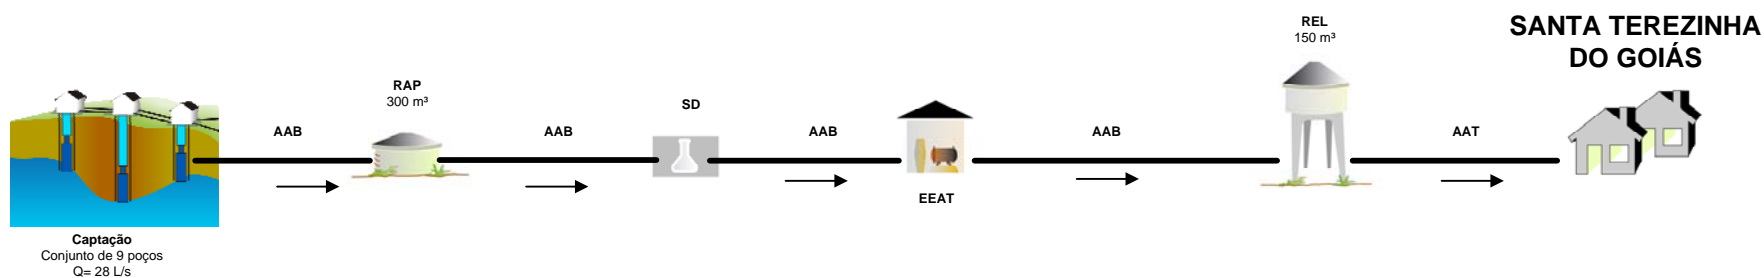 SANTA TEREZINHA
DO GOIÁS
REL
150 m³
RAP
300 m³
SD
AAB
AAB
AAB
AAB
AAT
EEAT
Captação
Conjunto de 9 poços
Q= 28 L/s